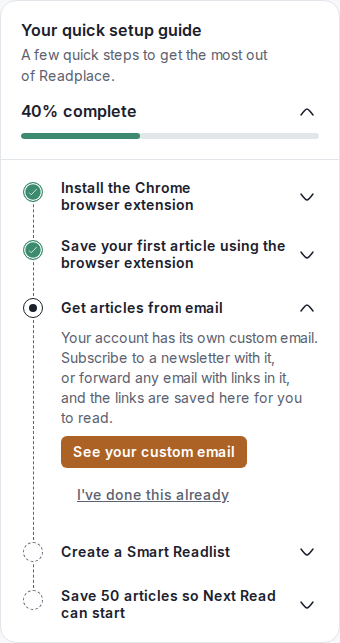 Your quick setup guide
A few quick steps to get the most out
of Readplace.
40% complete
Install the Chrome
browser extension
Save your first article using the
browser extension
Get articles from email
Your account has its own custom email.
Subscribe to a newsletter with it,
or forward any email with links in it,
and the links are saved here for you
to read.
See your custom email
I've done this already
Create a Smart Readlist
Save 50 articles so Next Read
can start